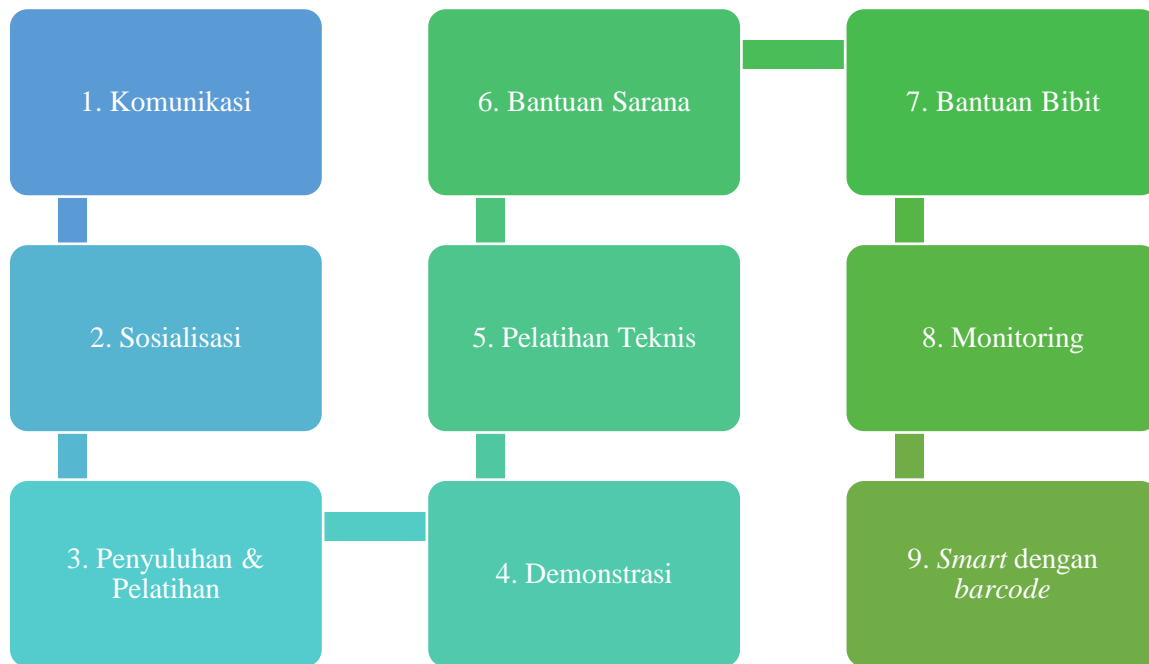 1. Komunikasi
2. Sosialisasi
3. Penyuluhan &
Pelatihan
4. Demonstrasi
5. Pelatihan Teknis
6. Bantuan Sarana
7. Bantuan Bibit
8. Monitoring
9. Smart dengan
barcode